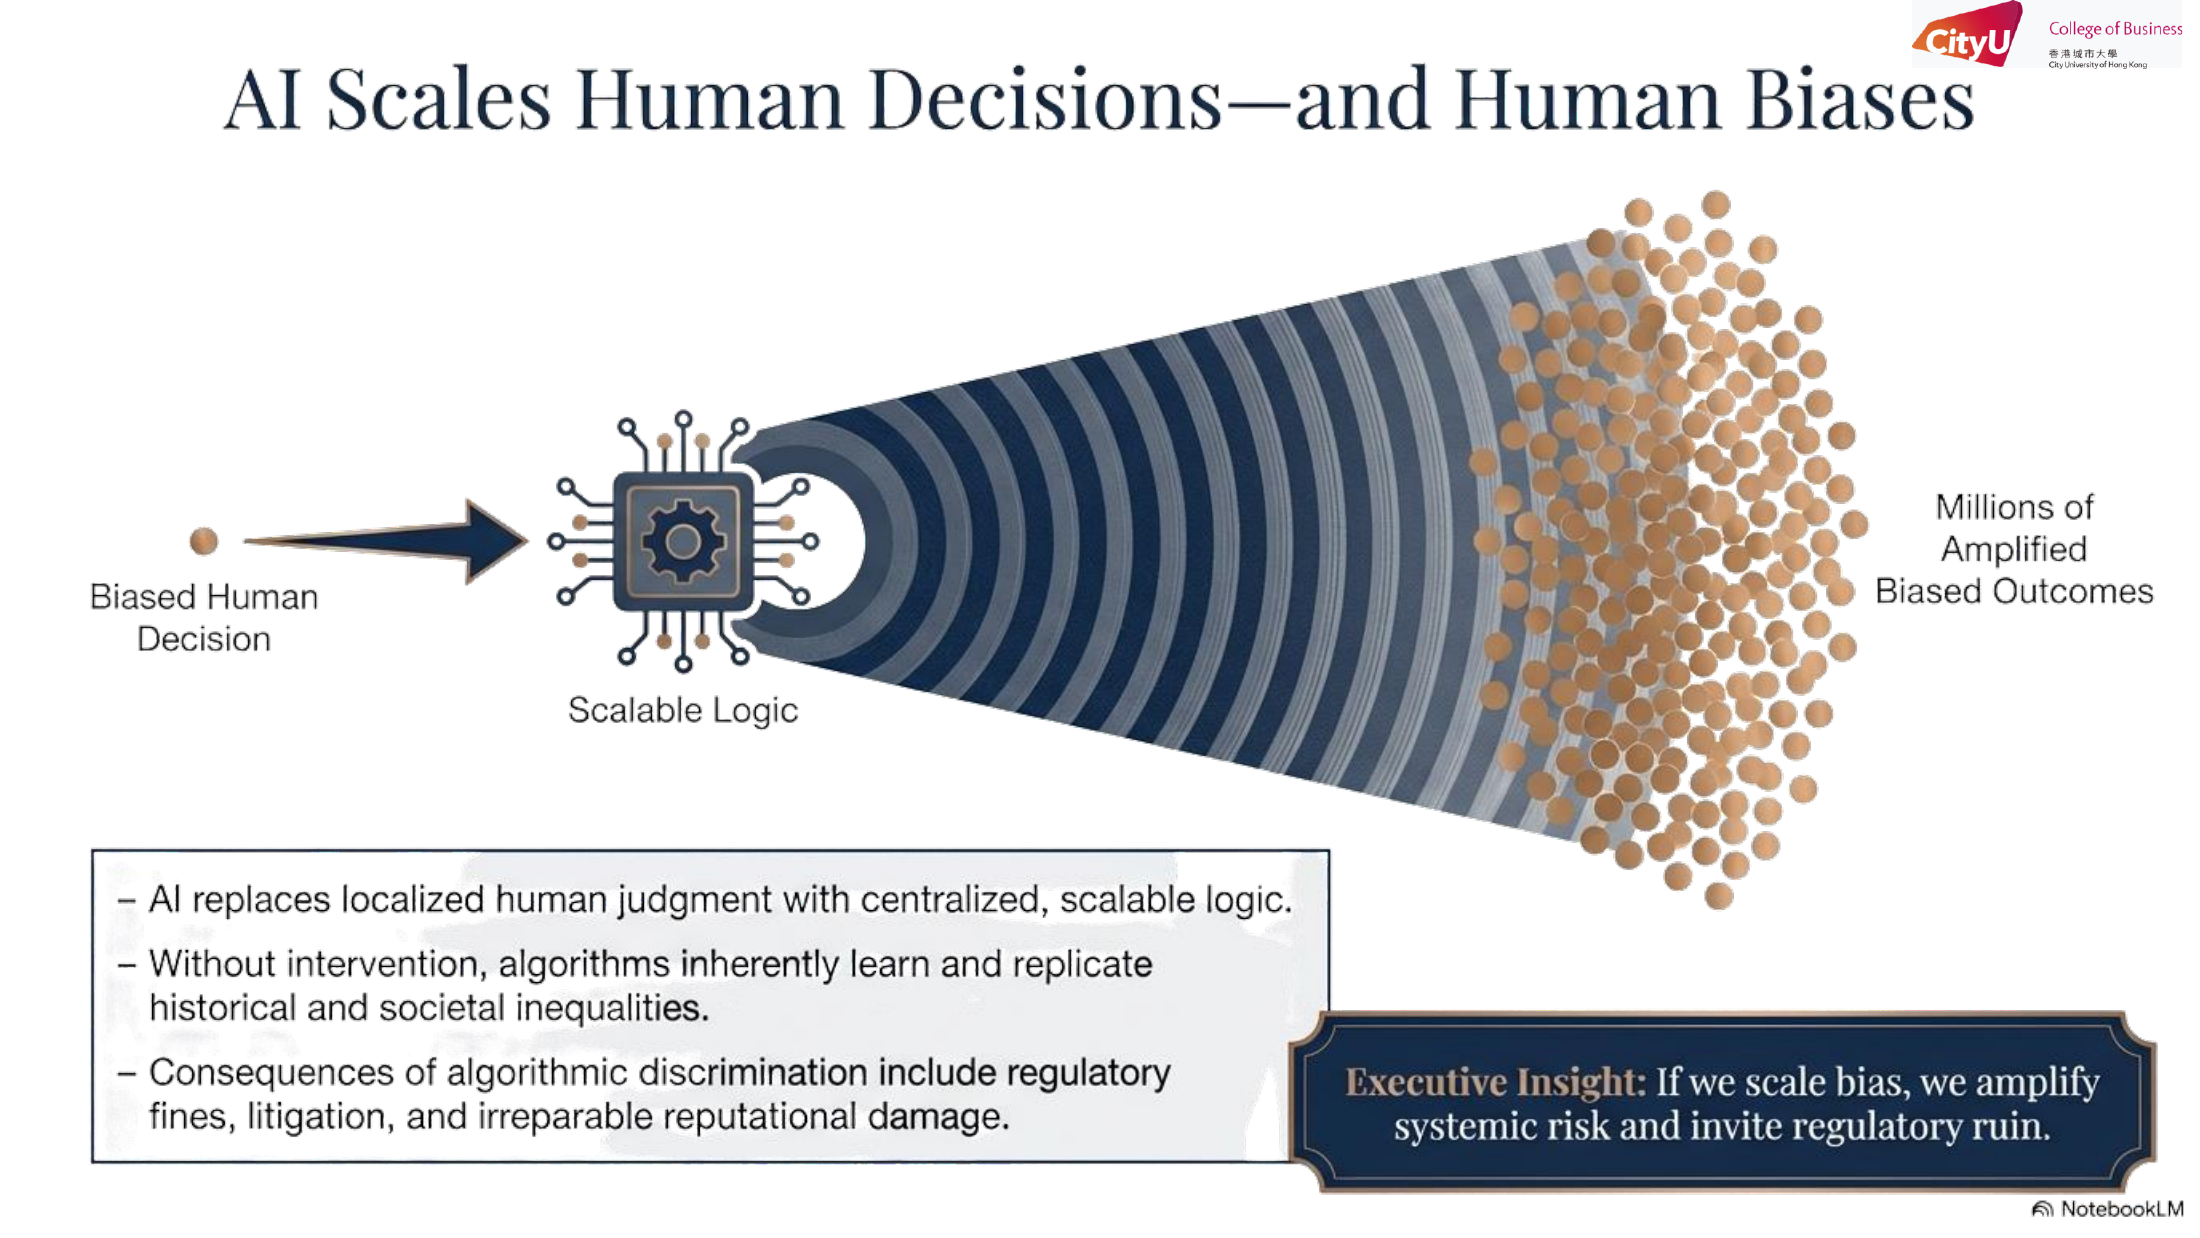 CityU
College of Business
香港城市大學
City University of Hong Kong
AI Scales Human Decisions—and Human Biases
Biased Human
Decision
Scalable Logic
Millions of
Amplified
Biased Outcomes
– AI replaces localized human judgment with centralized, scalable logic.
– Without intervention, algorithms inherently learn and replicate
historical and societal inequalities.
– Consequences of algorithmic discrimination include regulatory
fines, litigation, and irreparable reputational damage.
Executive Insight: If we scale bias, we amplify
systemic risk and invite regulatory ruin.
NotebookLM